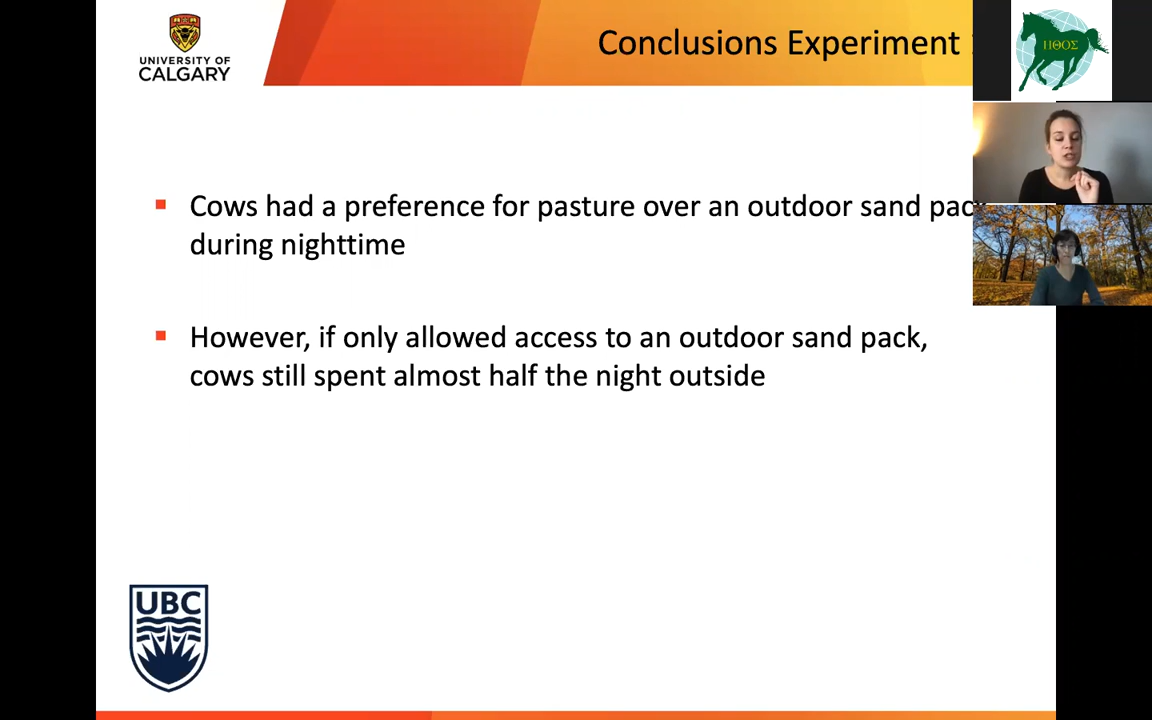 UNIVERSITY OF
CALGARY
Conclusions Experiment
ΗΘΟΣ
Cows had a preference for pasture over an outdoor sand pack
during nighttime
However, if only allowed access to an outdoor sand pack,
cows still spent almost half the night outside
UBC